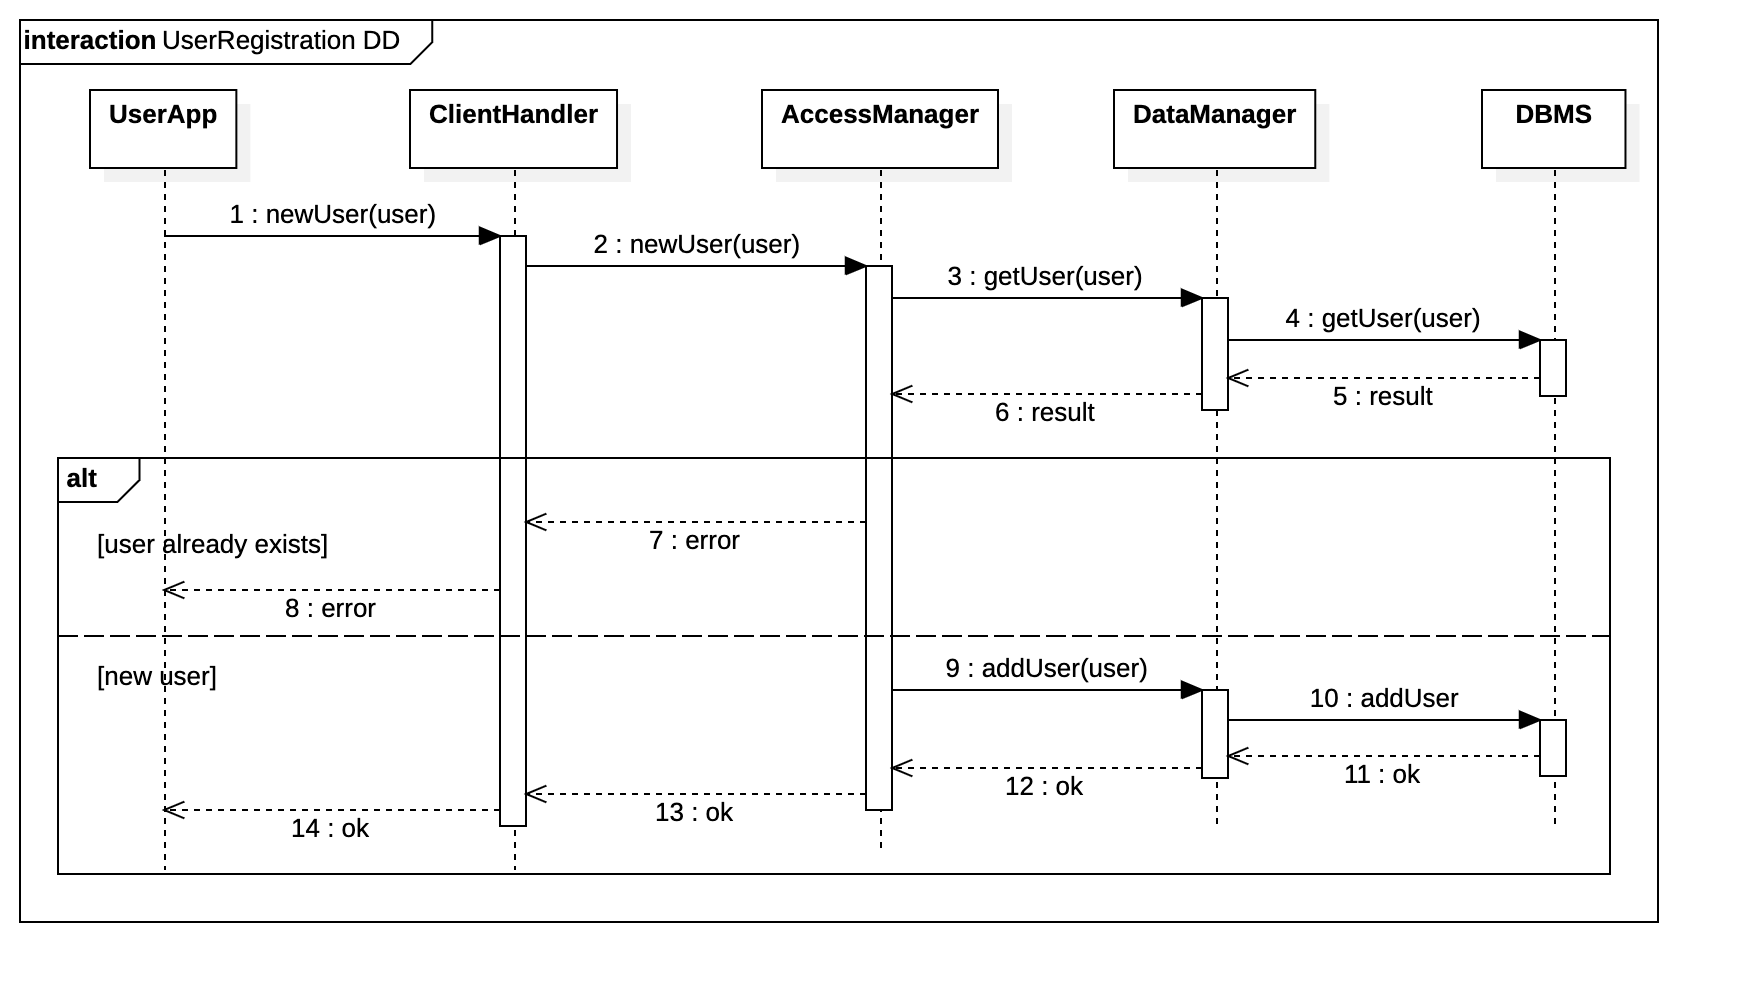 interaction UserRegistration DD
UserApp
ClientHandler
AccessManager
DataManager
DBMS
1 : newUser(user)
2 : newUser(user)
3 : getUser(user)
4 : getUser(user)
5 : result
6 : result
alt
7 : error
[user already exists]
8 : error
[new user]
9 : addUser(user)
10 : addUser
11 : ok
12 : ok
13 : ok
14 : ok